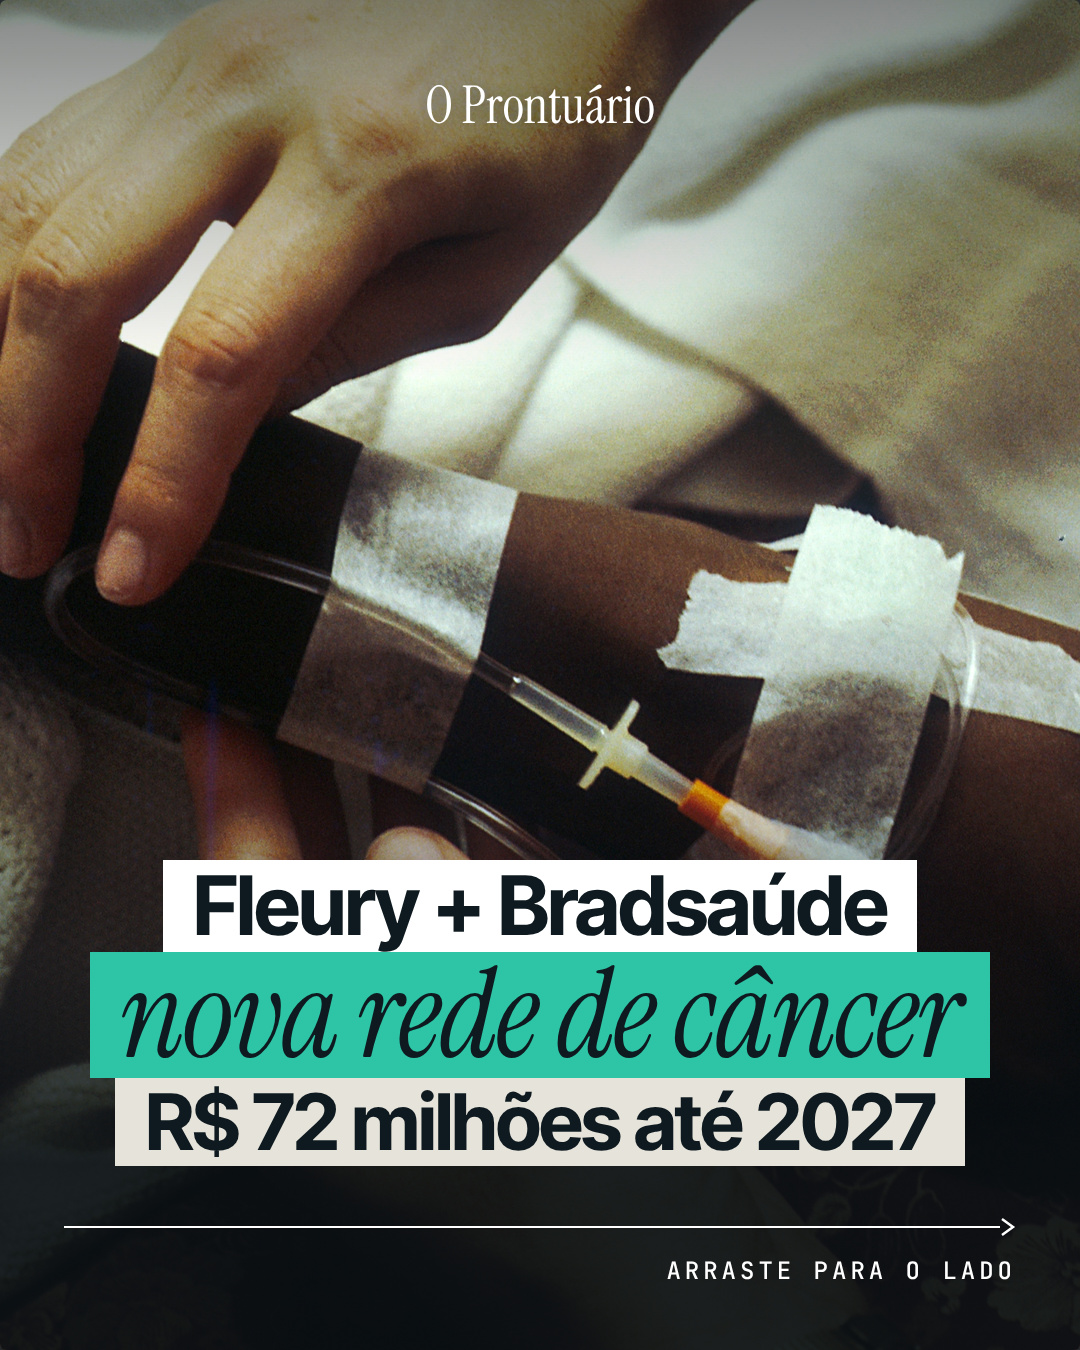 O Prontuário
Fleury + Bradsaúde
nova rede de câncer
R$ 72 milhões até 2027
ARRASTE PARA O LADO